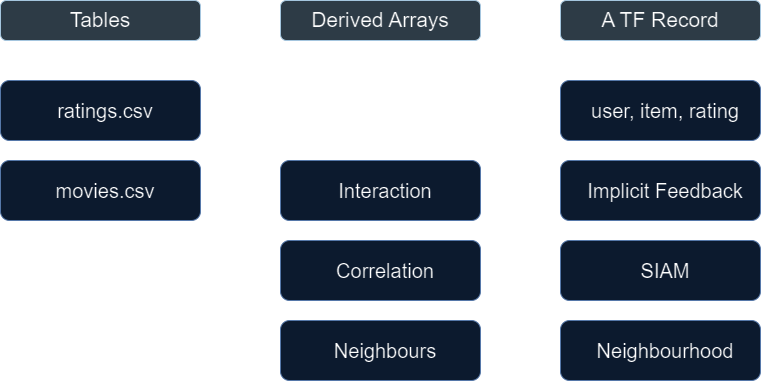 Tables
Derived Arrays
A TF Record
ratings.csv
user, item, rating
movies.csv
Interaction
Implicit Feedback
Correlation
SIAM
Neighbours
Neighbourhood